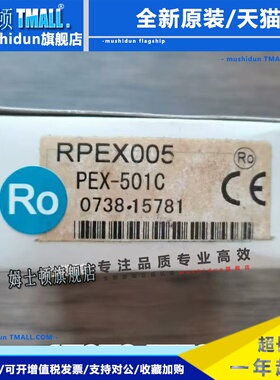 顿 TMALL
mushidun旗舰店
全新原装/天猫
- mushidun flagship
RPEX005
Ro
PEX-501C
0738·15781
CE
Ro
姆士顿旗舰店
专注品质专业高效
mushidun TMALL.COM
超
/可开增值税发票/支持对公/收藏加购
一年